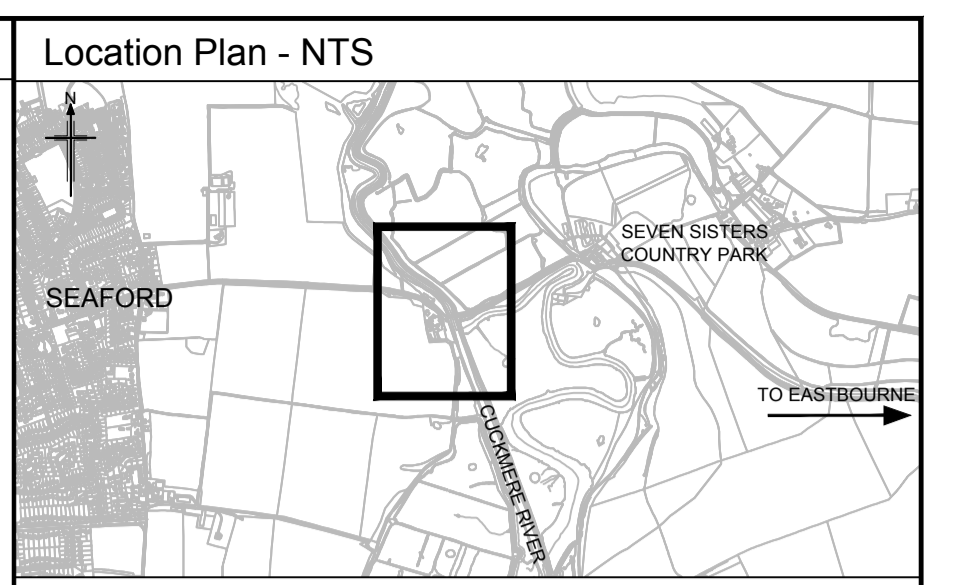 Location Plan - NTS
N
SEVEN SISTERS
COUNTRY PARK
SEAFORD
TO EASTBOURNE
CUCKMERE RIVER